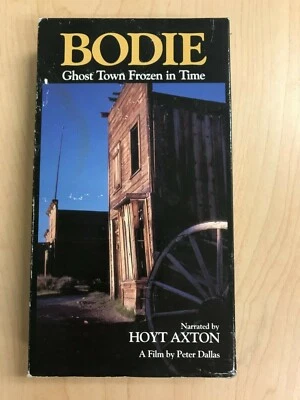 BODIE
Ghost Town Frozen in Time
Narrated by
HOYT AXTON
A Film by Peter Dallas